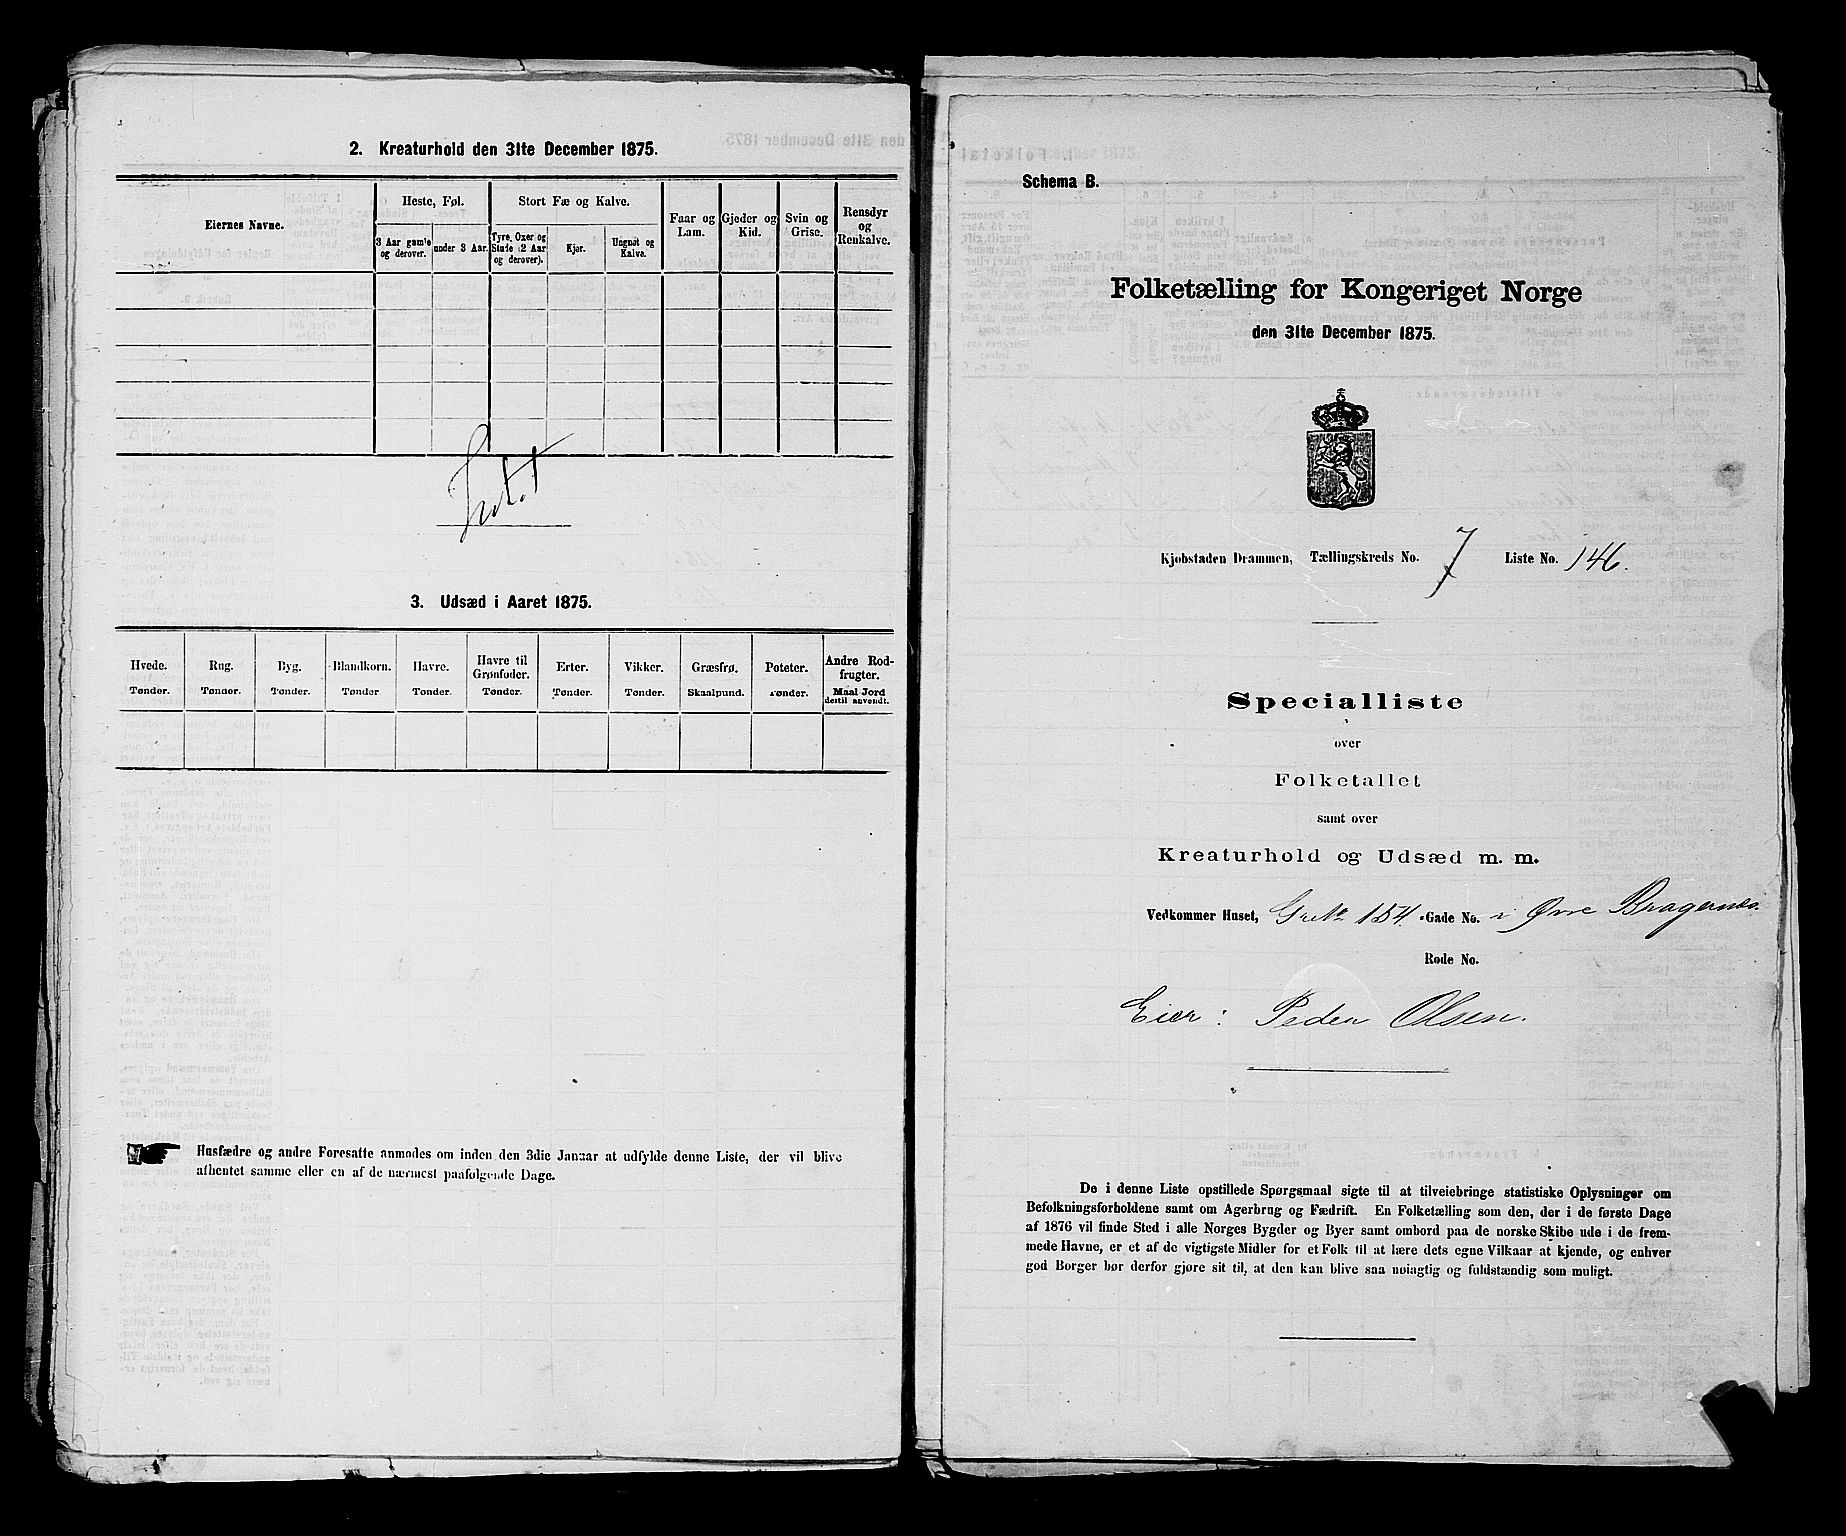 2. Kreaturhold den 31te December 1875.
Eiernes Navne.
Heste, Føl.
Stort Fæ og Kalve.
3 Aar gamle og derover.
under 3 Aar.
Tyre, Oxer og Stude (2 Aar og derover).
Kjør.
Ungnöt og Kalve.
Faar og Lam.
Gjeder og Kid.
Svin og Grise.
Rensdyr og Renkalve.
3. Udsæd i Aaret 1875.
Hvede. Rug. Byg. Blandkorn. Havre. Havre til Grønfoder. Erter. Vikker. Græsfrø. Poteter. Andre Rodfrugter.
Tønder. Tønder. Tønder. Tønder Tønder. Tønder. Tønder. Tønder. Skaalpund. Tønder. Maal Jord dertil anvendt.
Husfædre og andre Foresatte anmodes om inden den 3die Januar at udfylde denne Liste, der vil blive
afhentet samme eller en af de nærmest paafølgende Dage.
Schema B.
Folketælling for Kongeriget Norge
den 31te December 1875.
Kjøbstaden Drammen, Tællingskreds No. 7 Liste No. 146.
Specialliste
over
Folketallet
samt over
Kreaturhold og Udsæd m. m.
Vedkommer Huset, Gr. No 154. Gade No. i Øvre Bragernes.
Rode No.
Eier: Peder Olsen.
De i denne Liste opstillede Spørgsmaal sigte til at tilveiebringe statistiske Oplysninger om
Befolkningsforholdene samt om Agerbrug og Fædrift. En Folketælling som den, der i de første Dage
af 1876 vil finde Sted i alle Norges Bygder og Byer samt ombord paa de norske Skibe ude i de frem-
mede Havne, er et af de vigtigste Midler for et Folk til at lære dets egne Vilkaar at kjende, og enhver
god Borger bør derfor gjøre sit til, at den kan blive saa nøiagtig og fuldstændig som muligt.